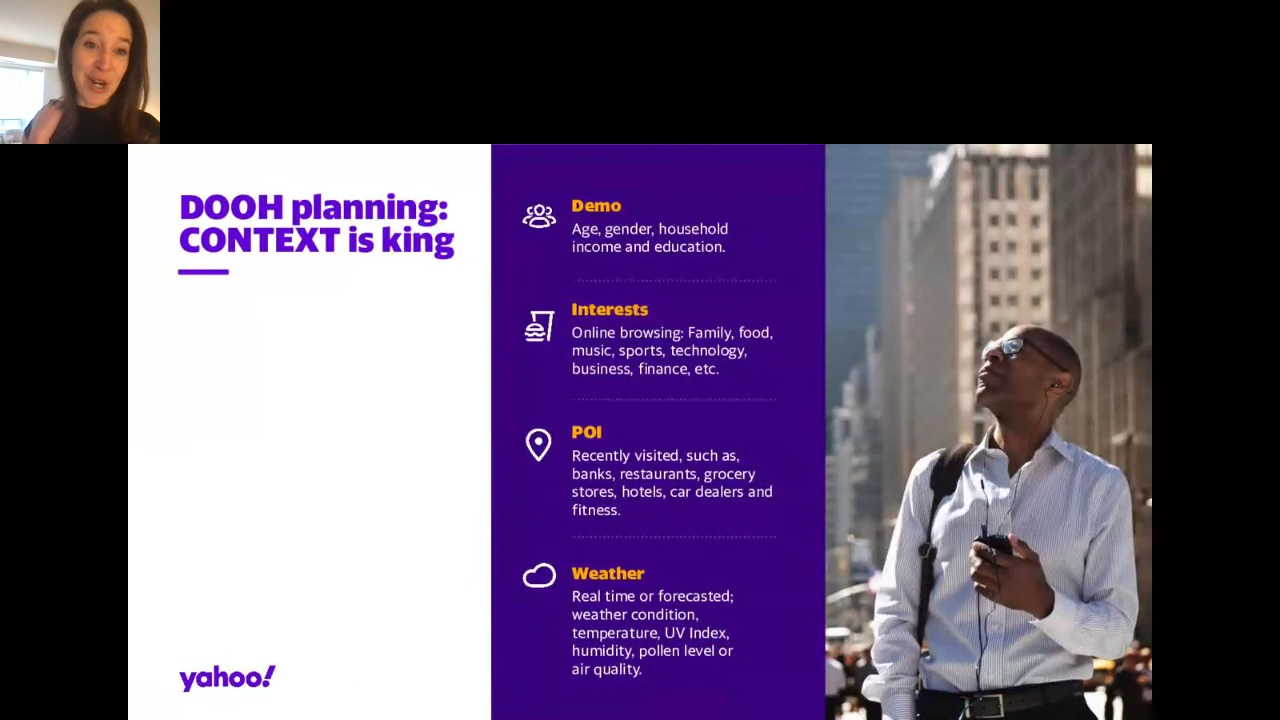 DOOH planning:
CONTEXT is king
Demo
Age, gender, household
income and education.
Interests
Online browsing: Family, food,
music, sports, technology,
business, finance, etc.
POI
Recently visited, such as,
banks, restaurants, grocery
stores, hotels, car dealers and
fitness.
Weather
Real time or forecasted;
weather condition,
temperature, UV Index,
humidity, pollen level or
air quality.
yahoo!